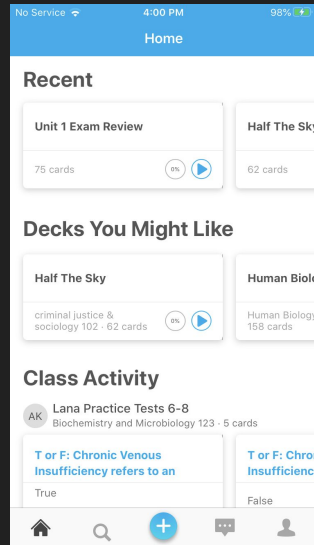 No Service 4:00 PM 98%
Home
Recent
Unit 1 Exam Review
75 cards 0%
Half The Sky
62 cards
Decks You Might Like
Half The Sky
criminal justice &
sociology 102 · 62 cards 0%
Human Biolo
Human Biology
158 cards
Class Activity
AK Lana Practice Tests 6-8
Biochemistry and Microbiology 123 · 5 cards
T or F: Chronic Venous
Insufficiency refers to an
True
T or F: Chro
Insufficienc
False